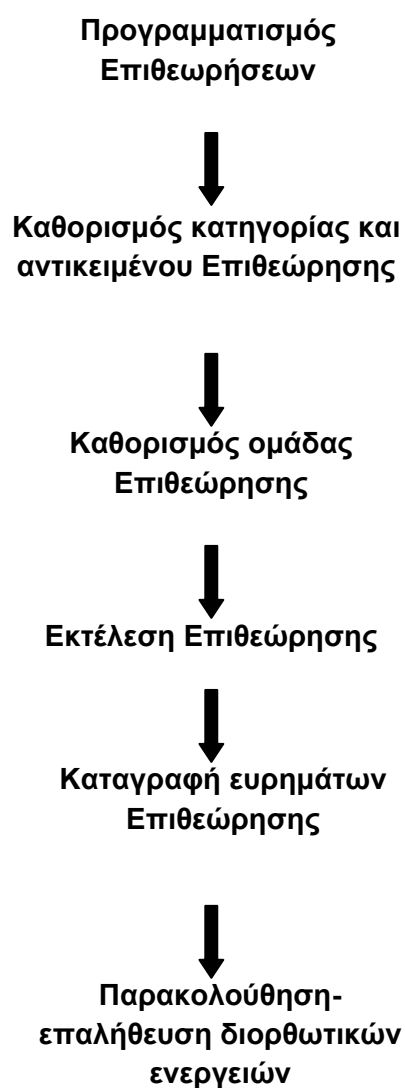 Προγραμματισμός
Επιθεωρήσεων
Καθορισμός κατηγορίας και
αντικειμένου Επιθεώρησης
Καθορισμός ομάδας
Επιθεώρησης
Εκτέλεση Επιθεώρησης
Καταγραφή ευρημάτων
Επιθεώρησης
Παρακολούθηση-
επαλήθευση διορθωτικών
ενεργειών